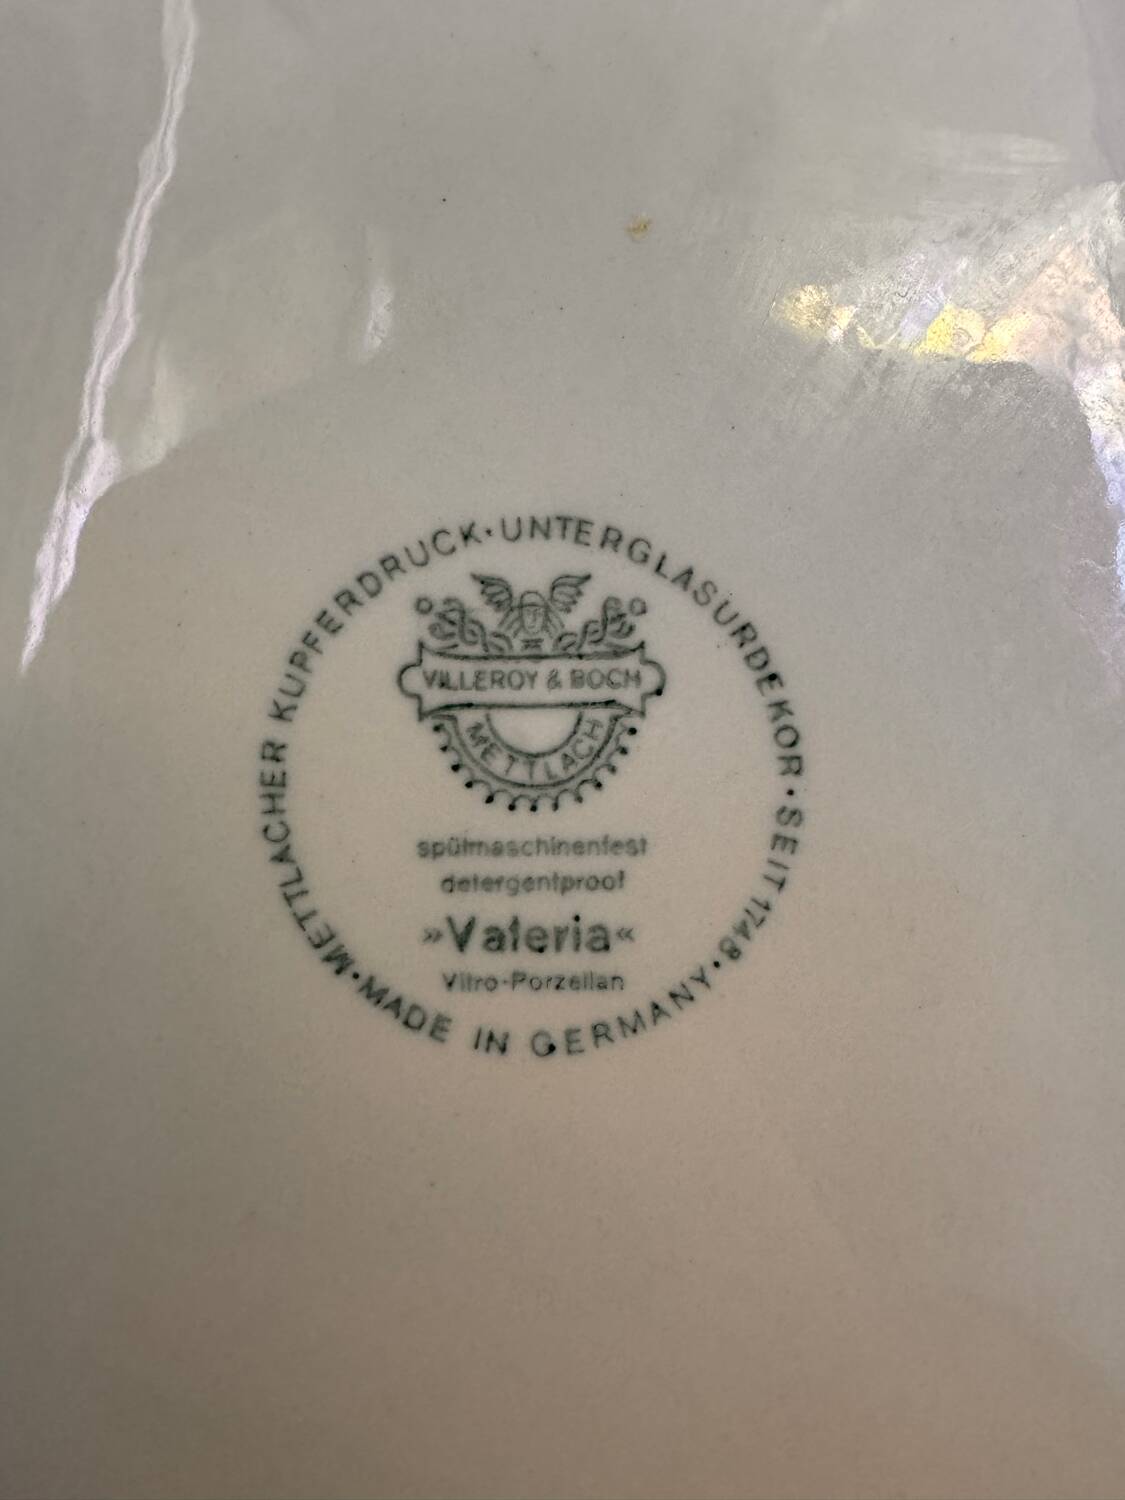 METTLACHER KUPFERDRUCK · UNTERGLASURDEKOR · SEIT 1748 ·
VILLEROY & BOCH
METTLACH
spülmaschinenfest
detergentproof
»Valeria«
Vitro-Porzellan
MADE IN GERMANY ·